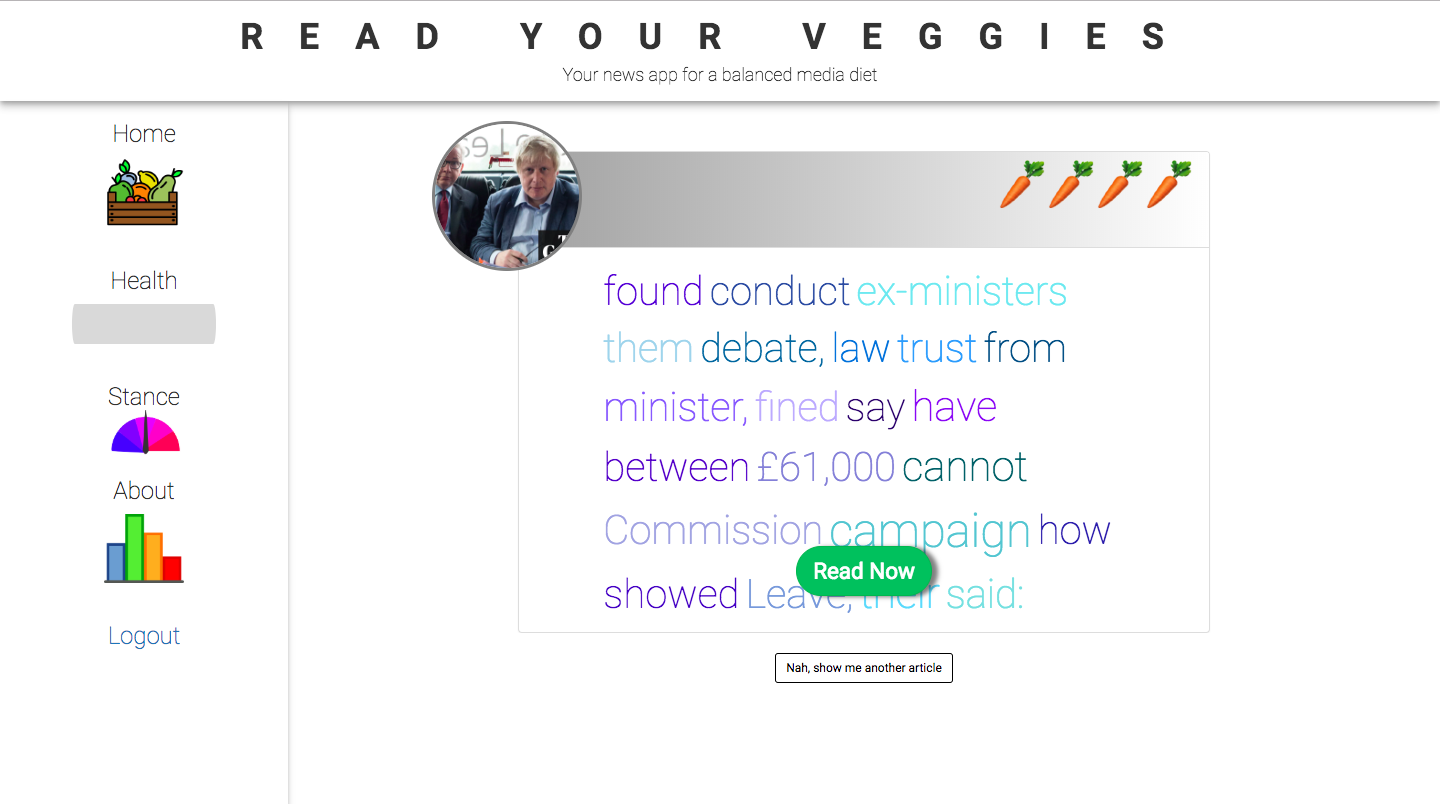 READ YOUR VEGGIES
Your news app for a balanced media diet
Home
Health
Stance
About
Logout
found conduct ex-ministers
them debate, law trust from
minister, fined say have
between £61,000 cannot
Commission campaign how
showed Leave, their said:
Read Now
Nah, show me another article